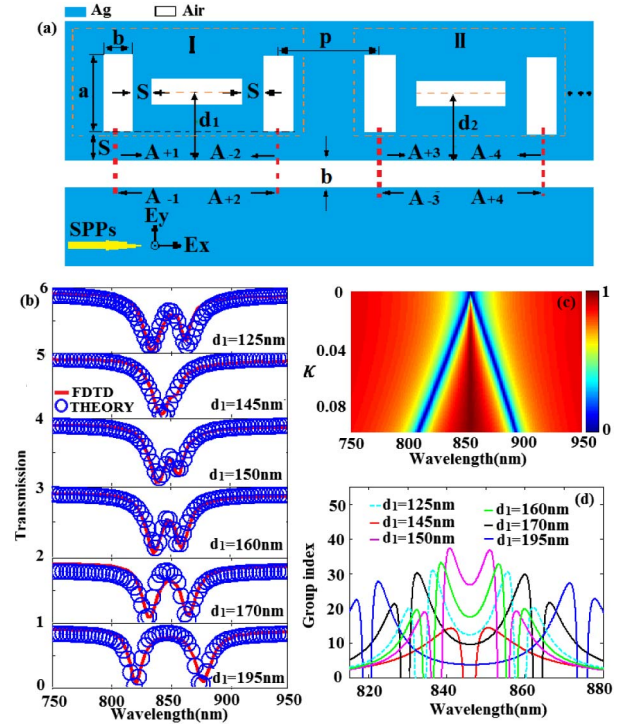 Ag Air
(a) I p II
b
a S S d1 d2
S A+1 A-2 A+3 A-4
b
A-1 A+2 A-3 A+4
SPPs Ey Ex
(b)
Transmission
6
d1=125nm
5
FDTD
THEORY
d1=145nm
4
d1=150nm
3
d1=160nm
2
d1=170nm
1
d1=195nm
0
750 800 850 900 950
Wavelength(nm)
(c)
K
0
0.04
0.08
750 800 850 900 950
Wavelength(nm)
1
0
(d)
Group index
50
40
30
20
10
0
d1=125nm d1=160nm
d1=145nm d1=170nm
d1=150nm d1=195nm
820 840 860 880
Wavelength(nm)